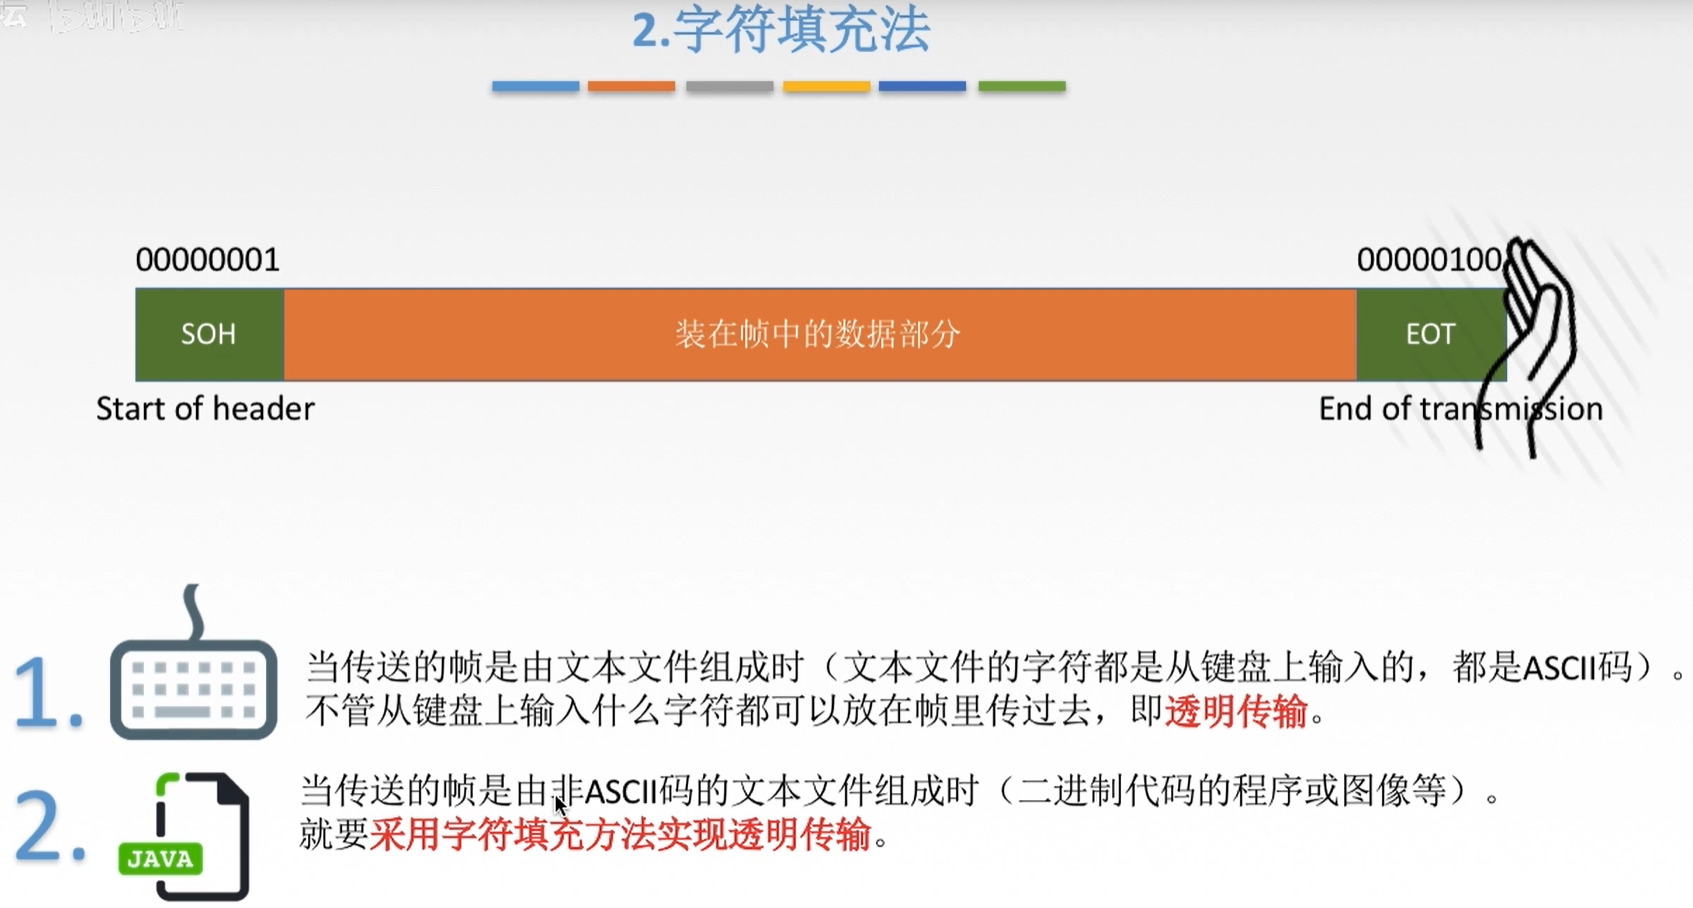 2.字符填充法
00000001
00000100
SOH
装在帧中的数据部分
EOT
Start of header
End of transmission
1.
当传送的帧是由文本文件组成时（文本文件的字符都是从键盘上输入的，都是ASCII码）。
不管从键盘上输入什么字符都可以放在帧里传过去，即透明传输。
2.
JAVA
当传送的帧是由非ASCII码的文本文件组成时（二进制代码的程序或图像等）。
就要采用字符填充方法实现透明传输。